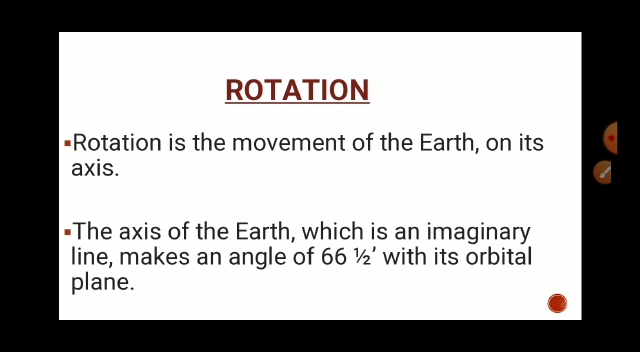 ROTATION
▪Rotation is the movement of the Earth, on its
axis.
▪The axis of the Earth, which is an imaginary
line, makes an angle of 66 ½’ with its orbital
plane.